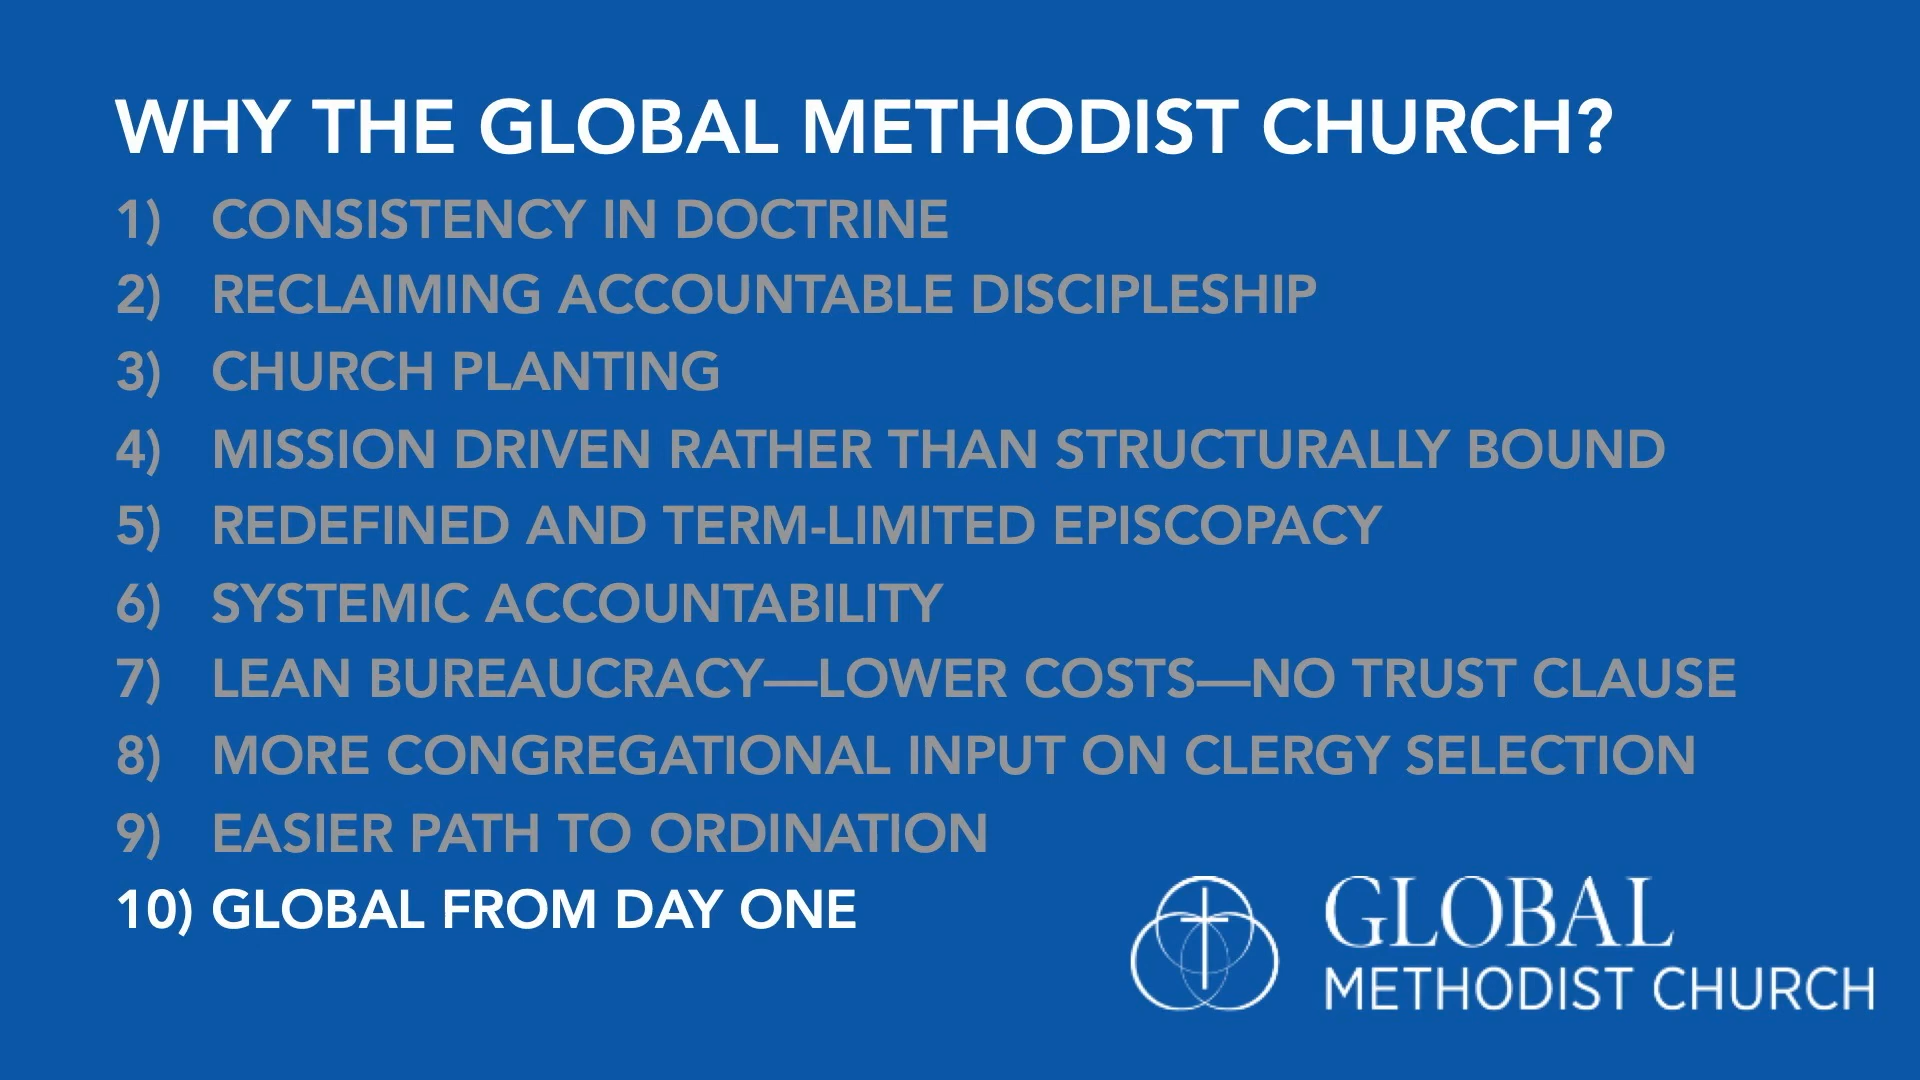 WHY THE GLOBAL METHODIST CHURCH?
1) CONSISTENCY IN DOCTRINE
2) RECLAIMING ACCOUNTABLE DISCIPLESHIP
3) CHURCH PLANTING
4) MISSION DRIVEN RATHER THAN STRUCTURALLY BOUND
5) REDEFINED AND TERM-LIMITED EPISCOPACY
6) SYSTEMIC ACCOUNTABILITY
7) LEAN BUREAUCRACY—LOWER COSTS—NO TRUST CLAUSE
8) MORE CONGREGATIONAL INPUT ON CLERGY SELECTION
9) EASIER PATH TO ORDINATION
10) GLOBAL FROM DAY ONE
GLOBAL
METHODIST CHURCH